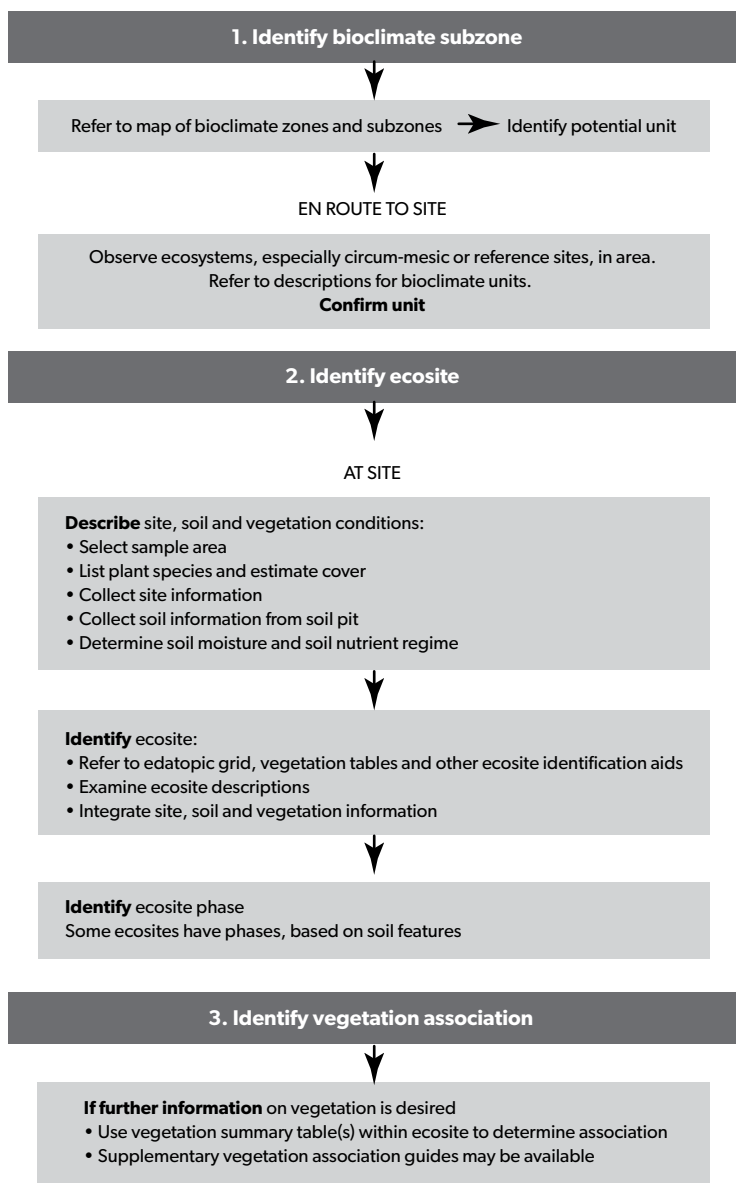 1. Identify bioclimate subzone
Refer to map of bioclimate zones and subzones Identify potential unit
EN ROUTE TO SITE
Observe ecosystems, especially circum-mesic or reference sites, in area.
Refer to descriptions for bioclimate units.
Confirm unit
2. Identify ecosite
AT SITE
Describe site, soil and vegetation conditions:
• Select sample area
• List plant species and estimate cover
• Collect site information
• Collect soil information from soil pit
• Determine soil moisture and soil nutrient regime
Identify ecosite:
• Refer to edatopic grid, vegetation tables and other ecosite identification aids
• Examine ecosite descriptions
• Integrate site, soil and vegetation information
Identify ecosite phase
Some ecosites have phases, based on soil features
3. Identify vegetation association
If further information on vegetation is desired
• Use vegetation summary table(s) within ecosite to determine association
• Supplementary vegetation association guides may be available